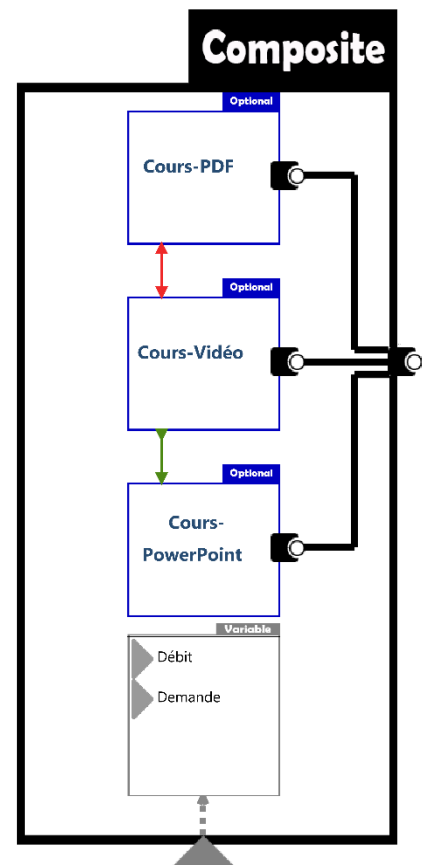 Composite
Optional
Cours-PDF
Optional
Cours-Vidéo
Optional
Cours-
PowerPoint
Variable
Débit
Demande